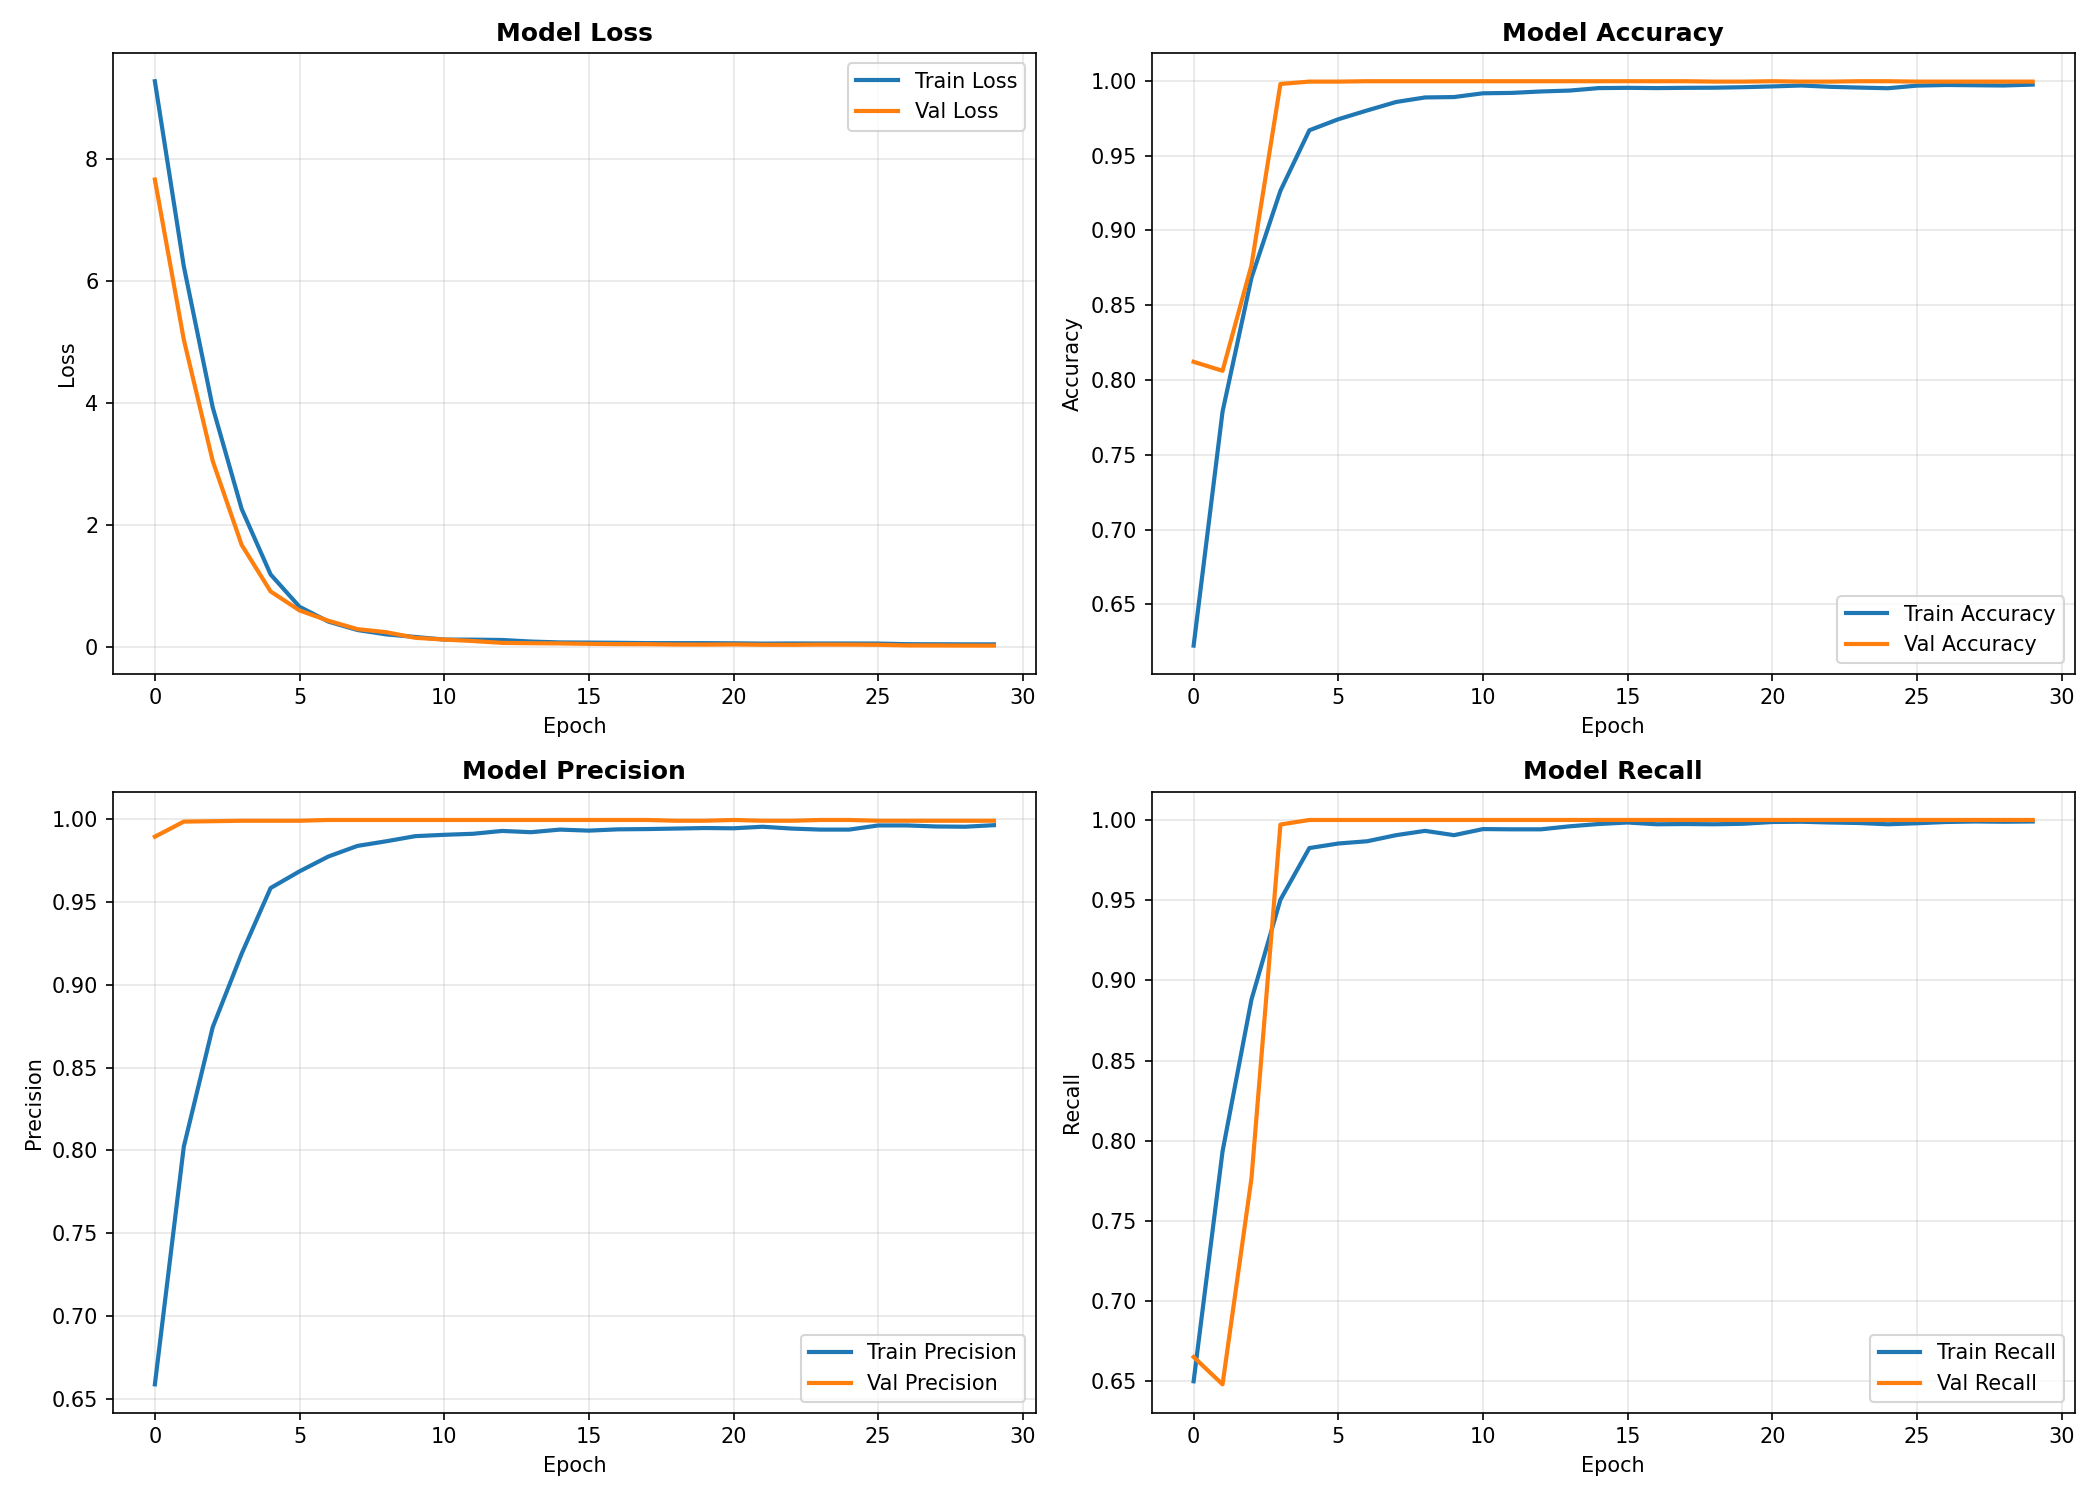 Model Loss
Train Loss
Val Loss
8
6
4
2
0
Loss
0 5 10 15 20 25 30
Epoch
Model Accuracy
1.00
0.95
0.90
0.85
0.80
0.75
0.70
0.65
Accuracy
Train Accuracy
Val Accuracy
0 5 10 15 20 25 30
Epoch
Model Precision
1.00
0.95
0.90
0.85
0.80
0.75
0.70
0.65
Precision
Train Precision
Val Precision
0 5 10 15 20 25 30
Epoch
Model Recall
1.00
0.95
0.90
0.85
0.80
0.75
0.70
0.65
Recall
Train Recall
Val Recall
0 5 10 15 20 25 30
Epoch